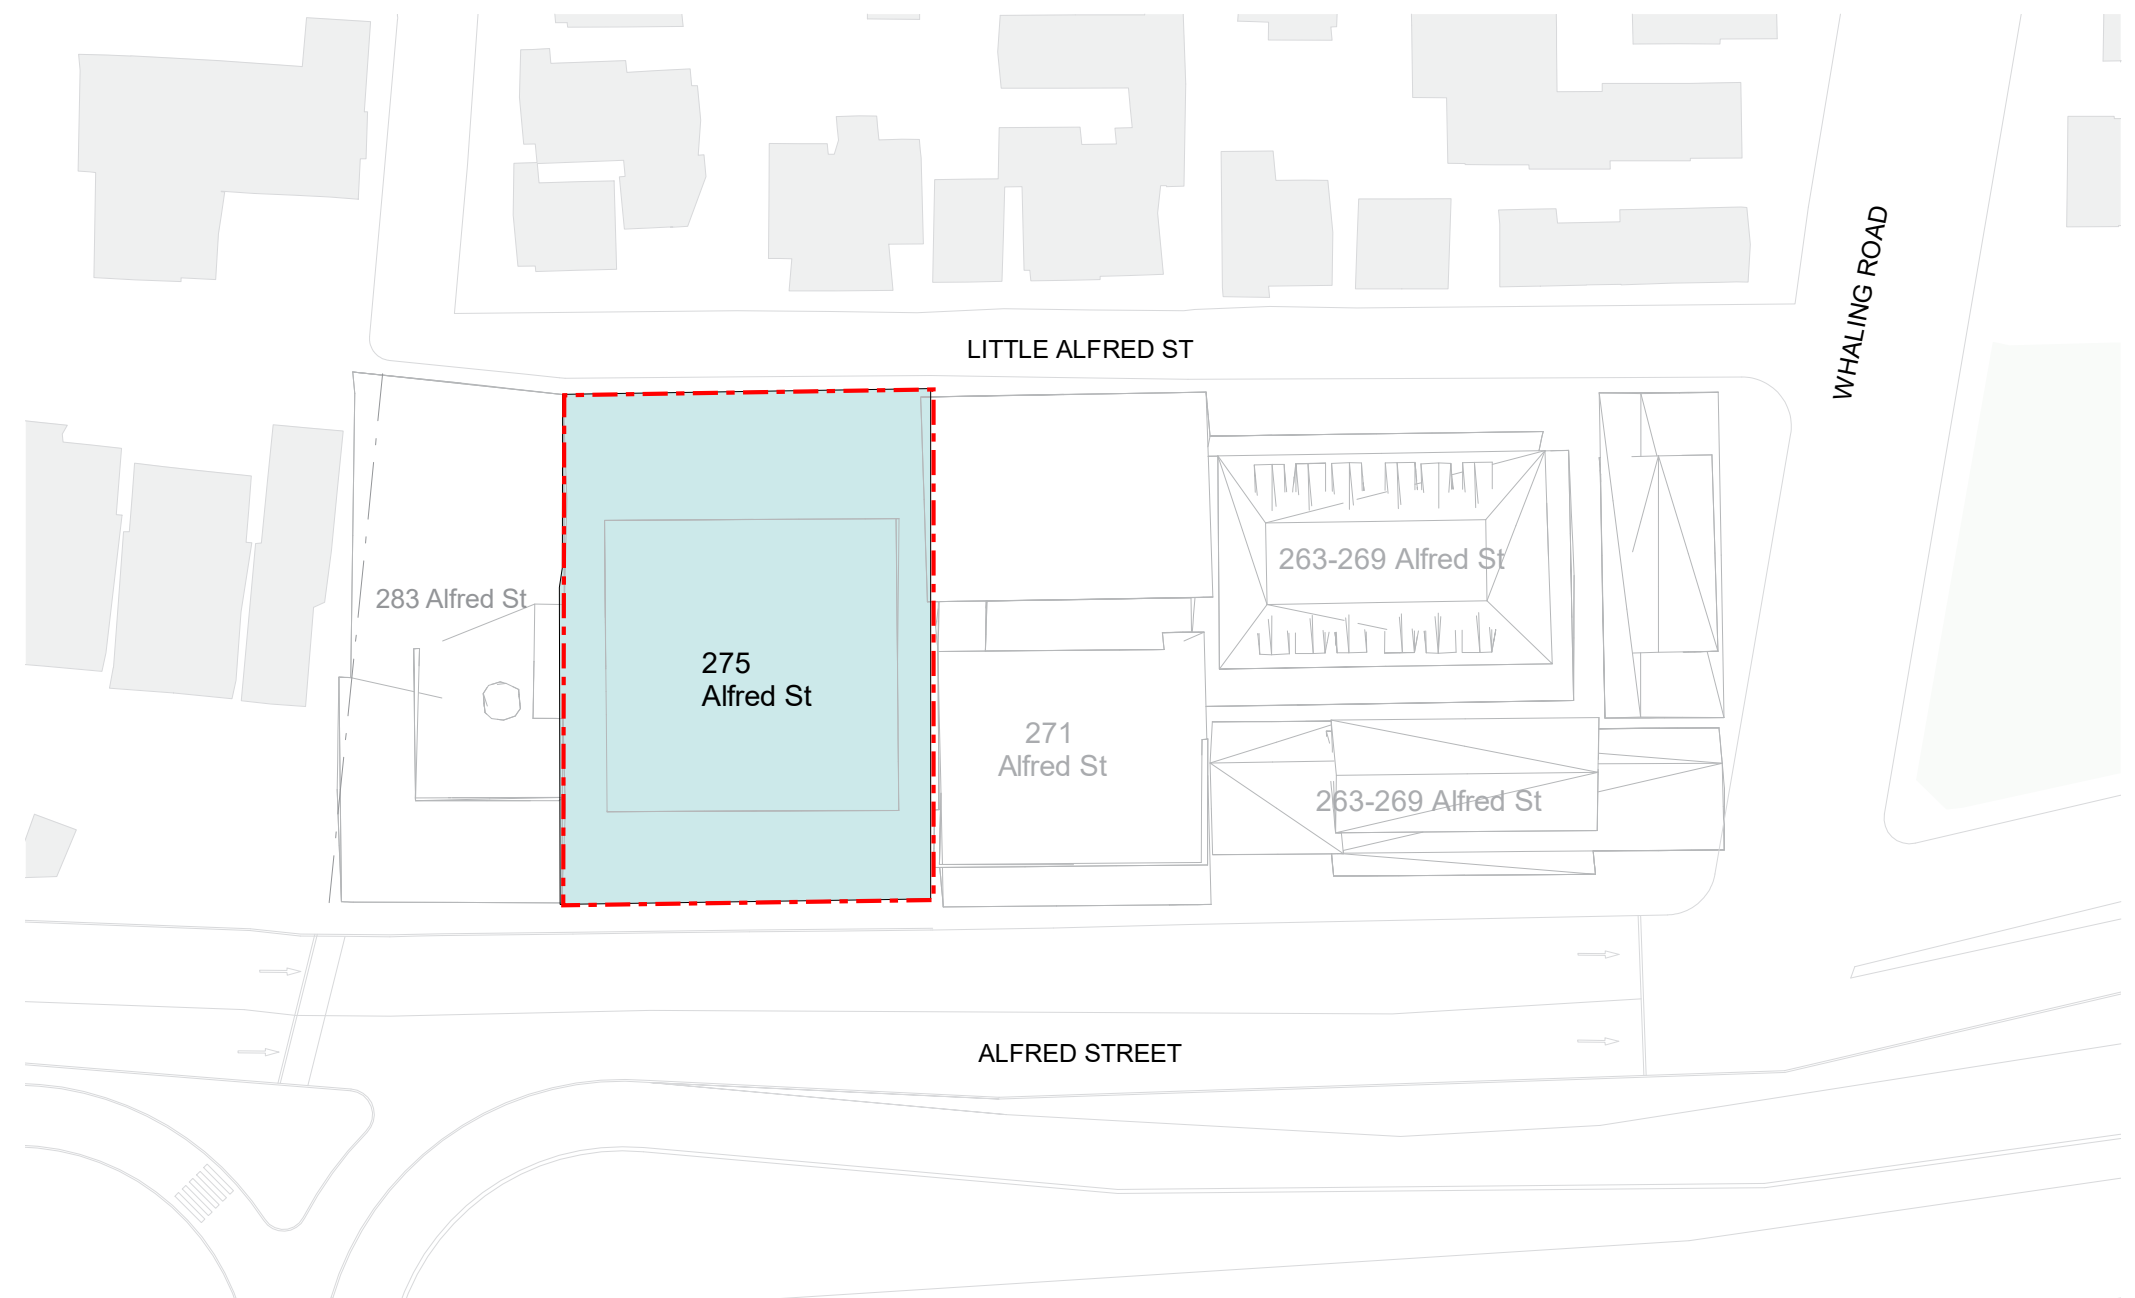 LITTLE ALFRED ST
WHALING ROAD
263-269 Alfred St
283 Alfred St
275
Alfred St
271
Alfred St
263-269 Alfred St
ALFRED STREET